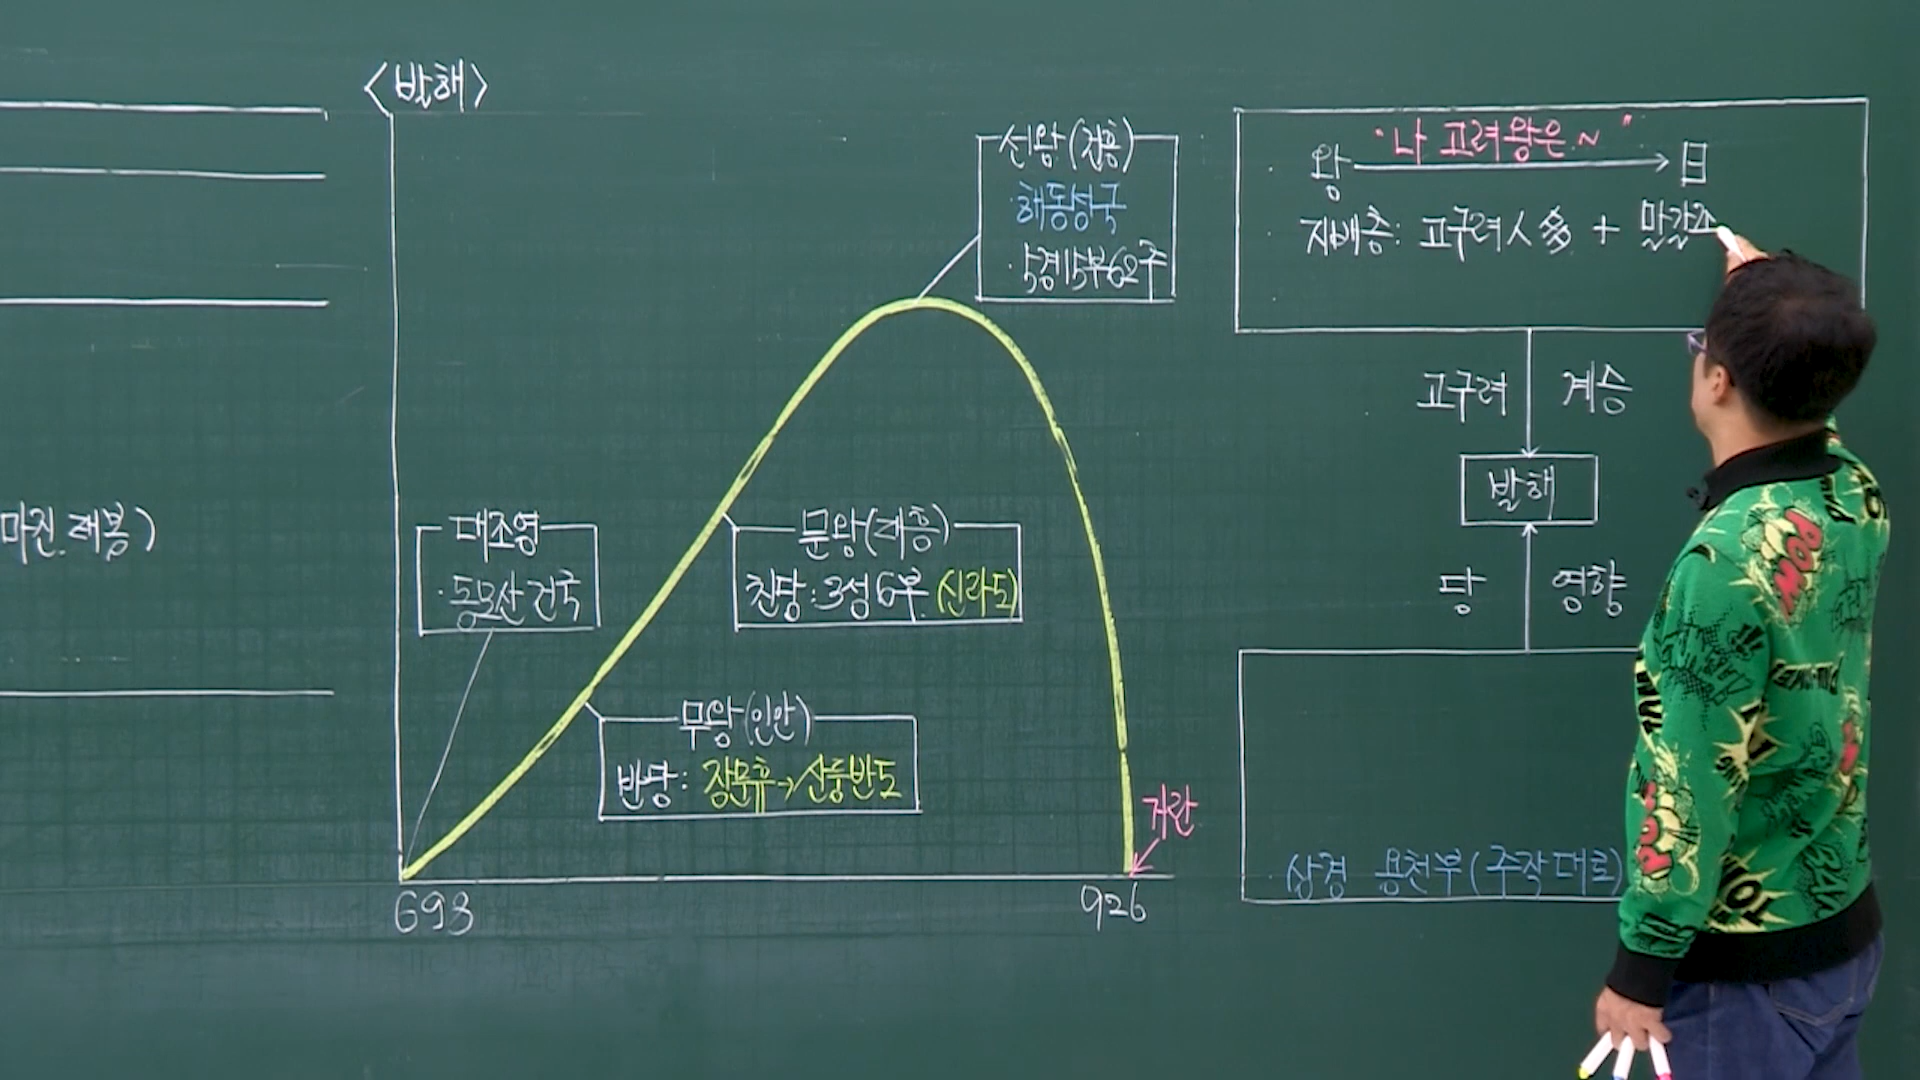 <발해>
마진.태봉)
선왕(건흥)
·해동성국
·5경15부62주
대조영
·동모산 건국
문왕(대흥)
친당:3성6부.(신라도)
무왕(인안)
반당: 장문휴→산둥반도
거란
698
926
· 왕 "나 고려왕은~" → 日
· 지배층: 고구려人 多 + 말갈
고구려 계승
발해
당 영향
· 상경 용천부(주작대로)
POW